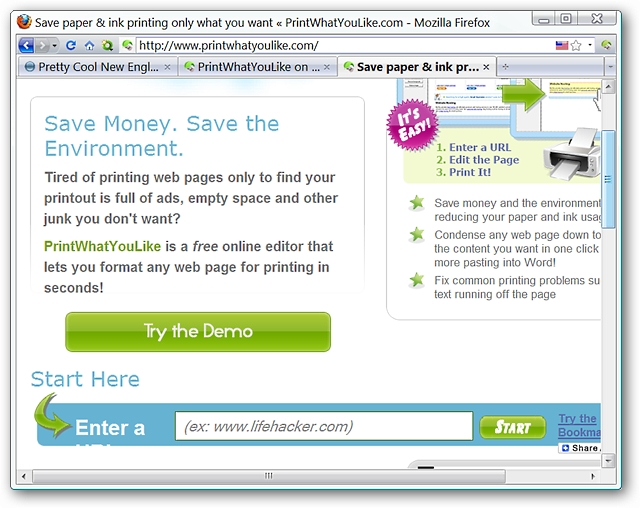 Save paper & ink printing only what you want « PrintWhatYouLike.com - Mozilla Firefox
http://www.printwhatyoulike.com/
Pretty Cool New Engl...
PrintWhatYouLike on ...
Save paper & ink pr...
Save Money. Save the
Environment.
Tired of printing web pages only to find your
printout is full of ads, empty space and other
junk you don't want?
PrintWhatYouLike is a free online editor that
lets you format any web page for printing in
seconds!
Try the Demo
IT'S
EASY!
1. Enter a URL
2. Edit the Page
3. Print It!
Save money and the environment
reducing your paper and ink usag
Condense any web page down to
the content you want in one click
more pasting into Word!
Fix common printing problems su
text running off the page
Start Here
Enter a
(ex: www.lifehacker.com)
START
Try the
Bookma
Share